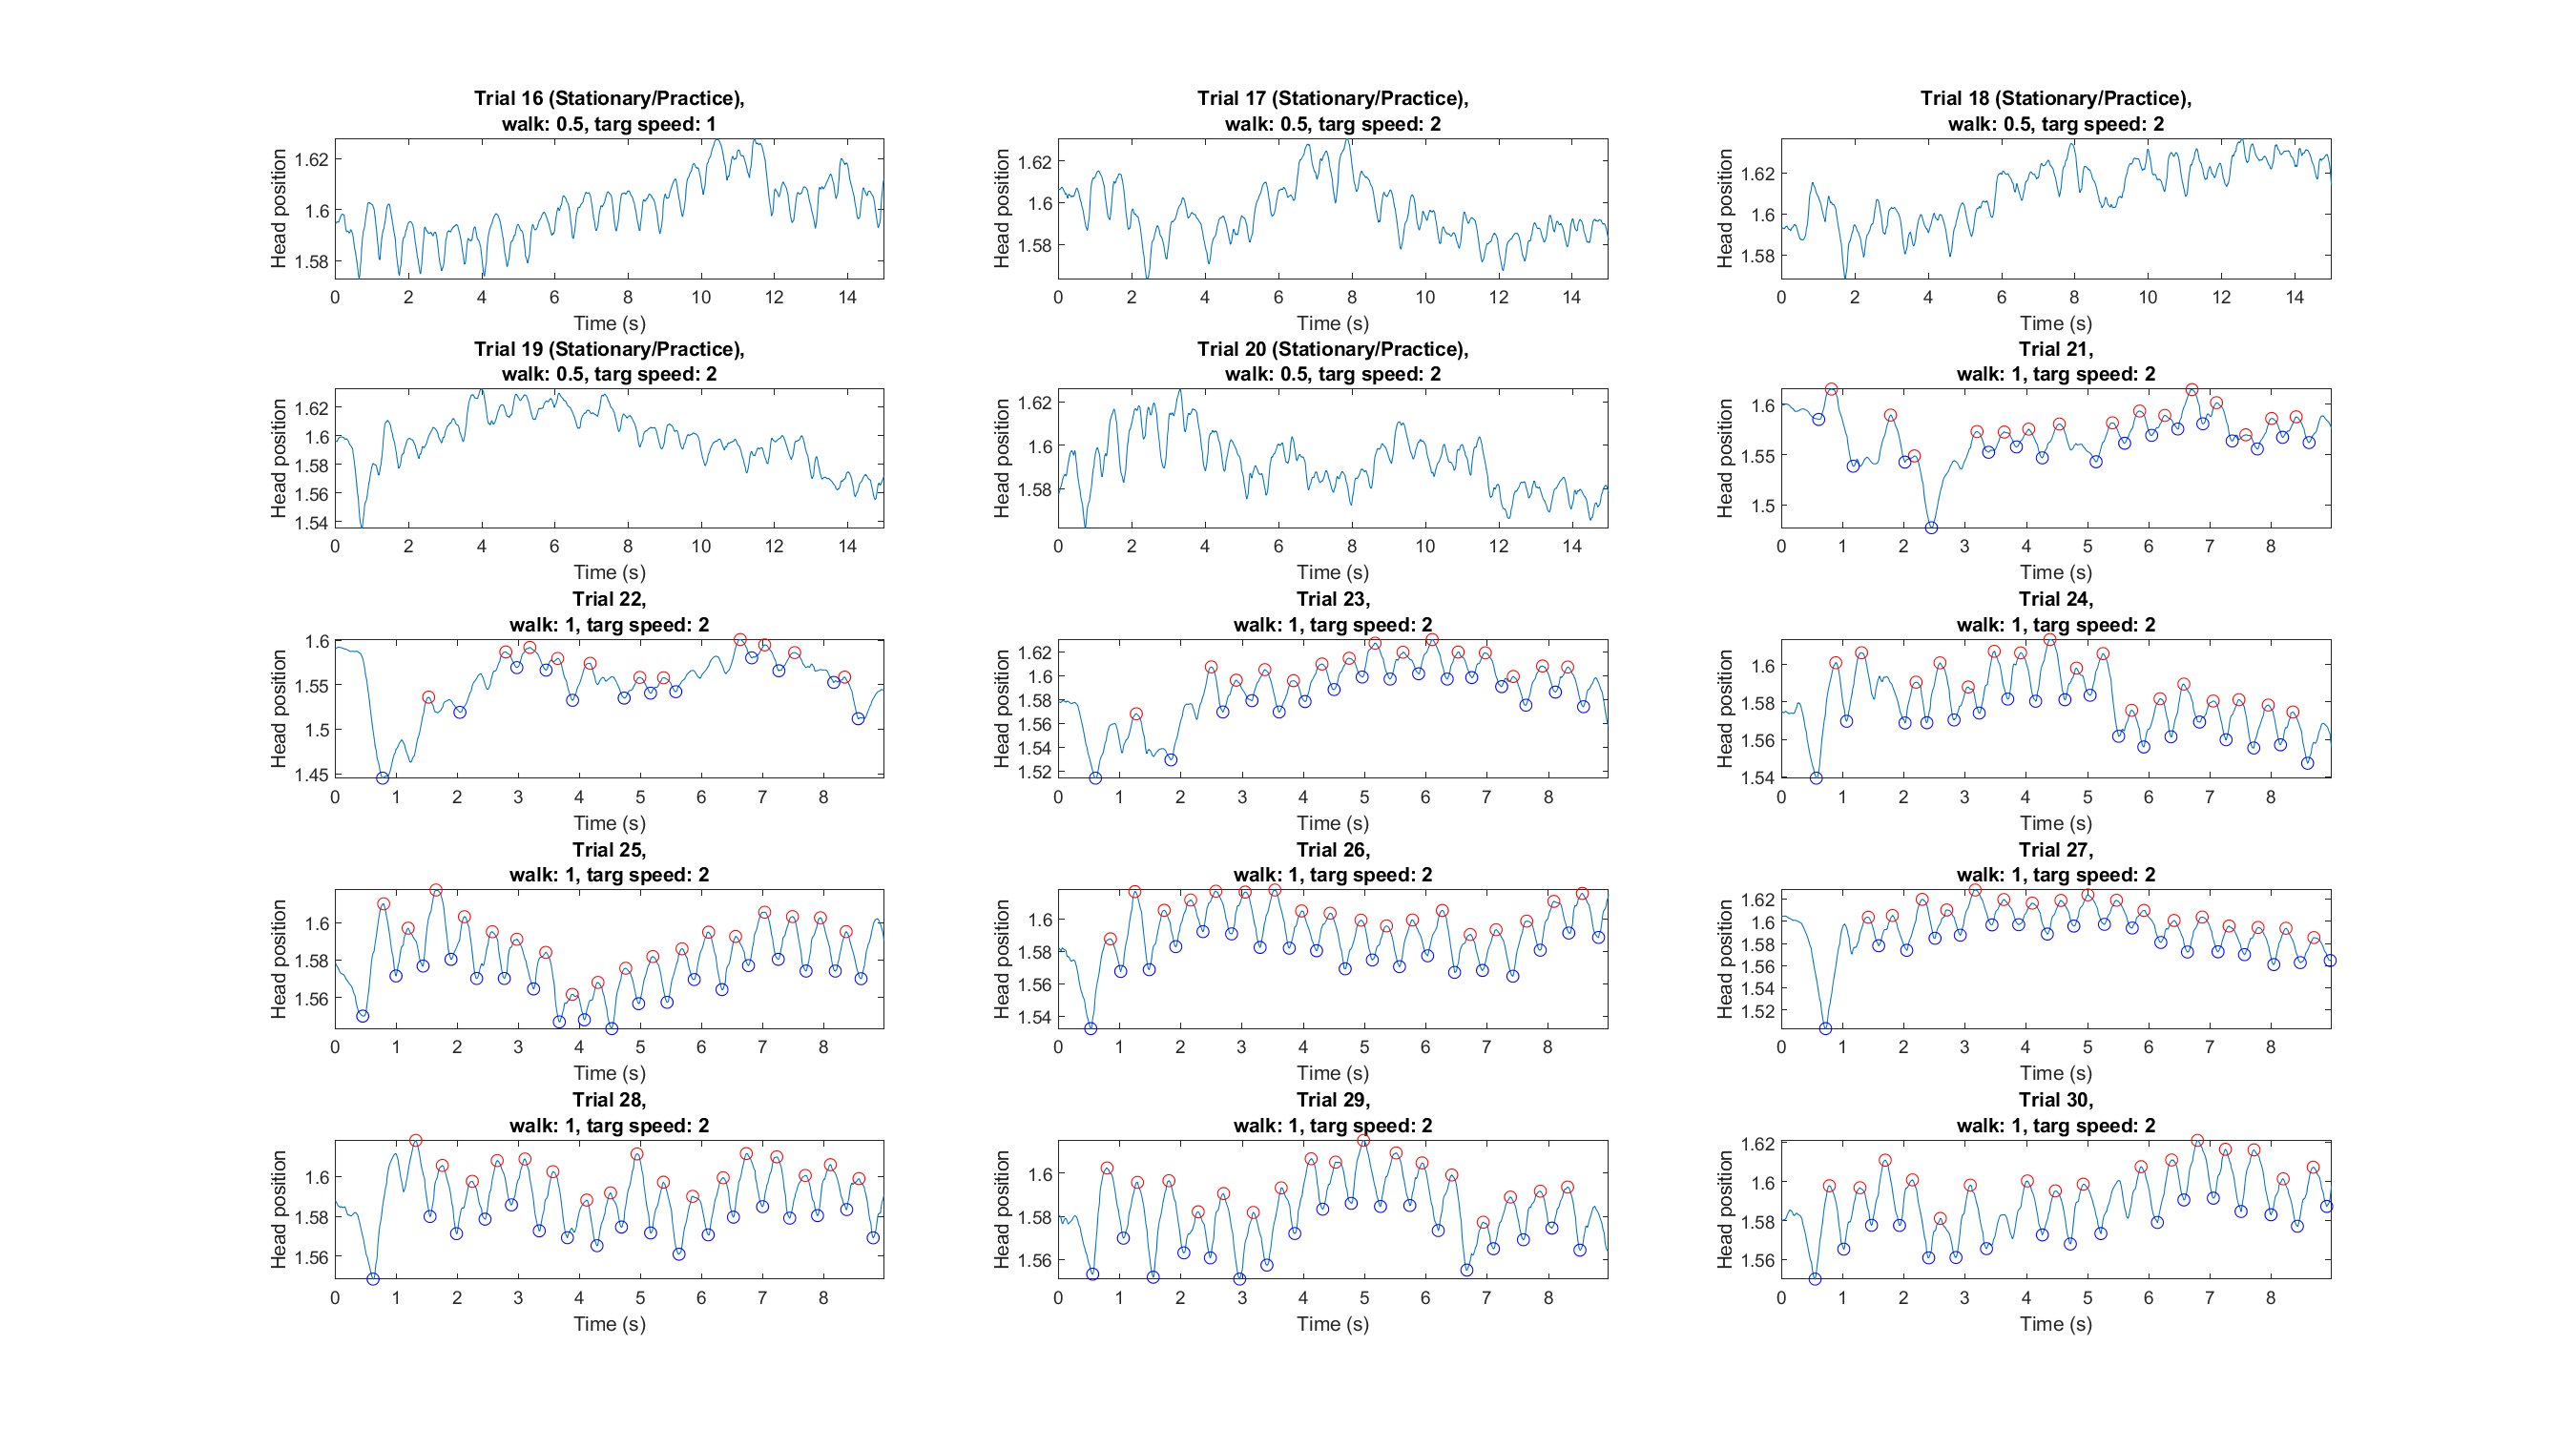 Trial 16 (Stationary/Practice),
walk: 0.5, targ speed: 1
1.62
1.6
1.58
Head position
0 2 4 6 8 10 12 14
Time (s)
Trial 17 (Stationary/Practice),
walk: 0.5, targ speed: 2
1.62
1.6
1.58
Head position
0 2 4 6 8 10 12 14
Time (s)
Trial 18 (Stationary/Practice),
walk: 0.5, targ speed: 2
1.62
1.6
1.58
Head position
0 2 4 6 8 10 12 14
Time (s)
Trial 19 (Stationary/Practice),
walk: 0.5, targ speed: 2
1.62
1.6
1.58
1.56
1.54
Head position
0 2 4 6 8 10 12 14
Time (s)
Trial 20 (Stationary/Practice),
walk: 0.5, targ speed: 2
1.62
1.6
1.58
Head position
0 2 4 6 8 10 12 14
Time (s)
Trial 21,
walk: 1, targ speed: 2
1.6
1.55
1.5
Head position
0 1 2 3 4 5 6 7 8
Time (s)
Trial 22,
walk: 1, targ speed: 2
1.6
1.55
1.5
1.45
Head position
0 1 2 3 4 5 6 7 8
Time (s)
Trial 23,
walk: 1, targ speed: 2
1.62
1.6
1.58
1.56
1.54
1.52
Head position
0 1 2 3 4 5 6 7 8
Time (s)
Trial 24,
walk: 1, targ speed: 2
1.6
1.58
1.56
1.54
Head position
0 1 2 3 4 5 6 7 8
Time (s)
Trial 25,
walk: 1, targ speed: 2
1.6
1.58
1.56
Head position
0 1 2 3 4 5 6 7 8
Time (s)
Trial 26,
walk: 1, targ speed: 2
1.6
1.58
1.56
1.54
Head position
0 1 2 3 4 5 6 7 8
Time (s)
Trial 27,
walk: 1, targ speed: 2
1.62
1.6
1.58
1.56
1.54
1.52
Head position
0 1 2 3 4 5 6 7 8
Time (s)
Trial 28,
walk: 1, targ speed: 2
1.6
1.58
1.56
Head position
0 1 2 3 4 5 6 7 8
Time (s)
Trial 29,
walk: 1, targ speed: 2
1.6
1.58
1.56
Head position
0 1 2 3 4 5 6 7 8
Time (s)
Trial 30,
walk: 1, targ speed: 2
1.62
1.6
1.58
1.56
Head position
0 1 2 3 4 5 6 7 8
Time (s)